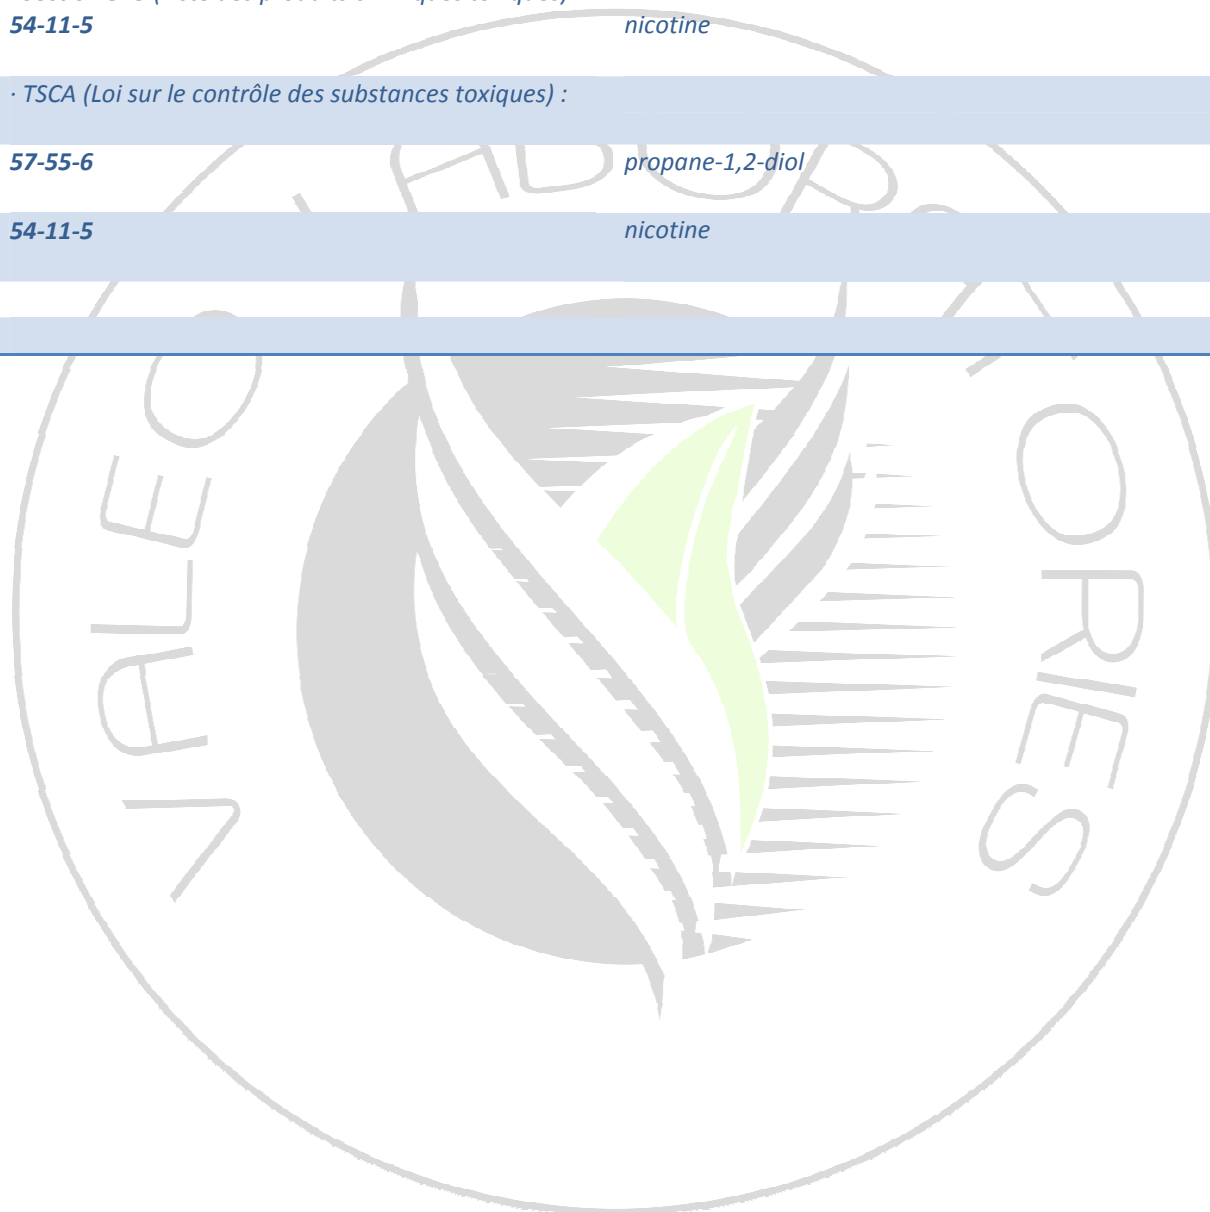 54-11-5 nicotine
· TSCA (Loi sur le contrôle des substances toxiques) :
57-55-6 propane-1,2-diol
54-11-5 nicotine
VALEO LABORATORIES